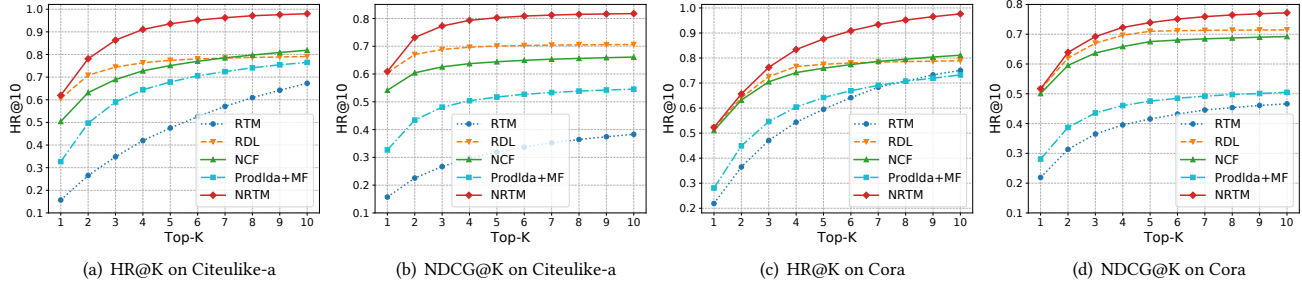 HR@10
1.0
0.9
0.8
0.7
0.6
0.5
0.4
0.3
0.2
0.1
1 2 3 4 5 6 7 8 9 10
Top-K
RTM
RDL
NCF
Prodlda+MF
NRTM
(a) HR@K on Citeulike-a
HR@10
0.8
0.7
0.6
0.5
0.4
0.3
0.2
0.1
1 2 3 4 5 6 7 8 9 10
Top-K
RTM
RDL
NCF
Prodlda+MF
NRTM
(b) NDCG@K on Citeulike-a
HR@10
1.0
0.9
0.8
0.7
0.6
0.5
0.4
0.3
0.2
1 2 3 4 5 6 7 8 9 10
Top-K
RTM
RDL
NCF
Prodlda+MF
NRTM
(c) HR@K on Cora
HR@10
0.8
0.7
0.6
0.5
0.4
0.3
0.2
0.1
1 2 3 4 5 6 7 8 9 10
Top-K
RTM
RDL
NCF
Prodlda+MF
NRTM
(d) NDCG@K on Cora